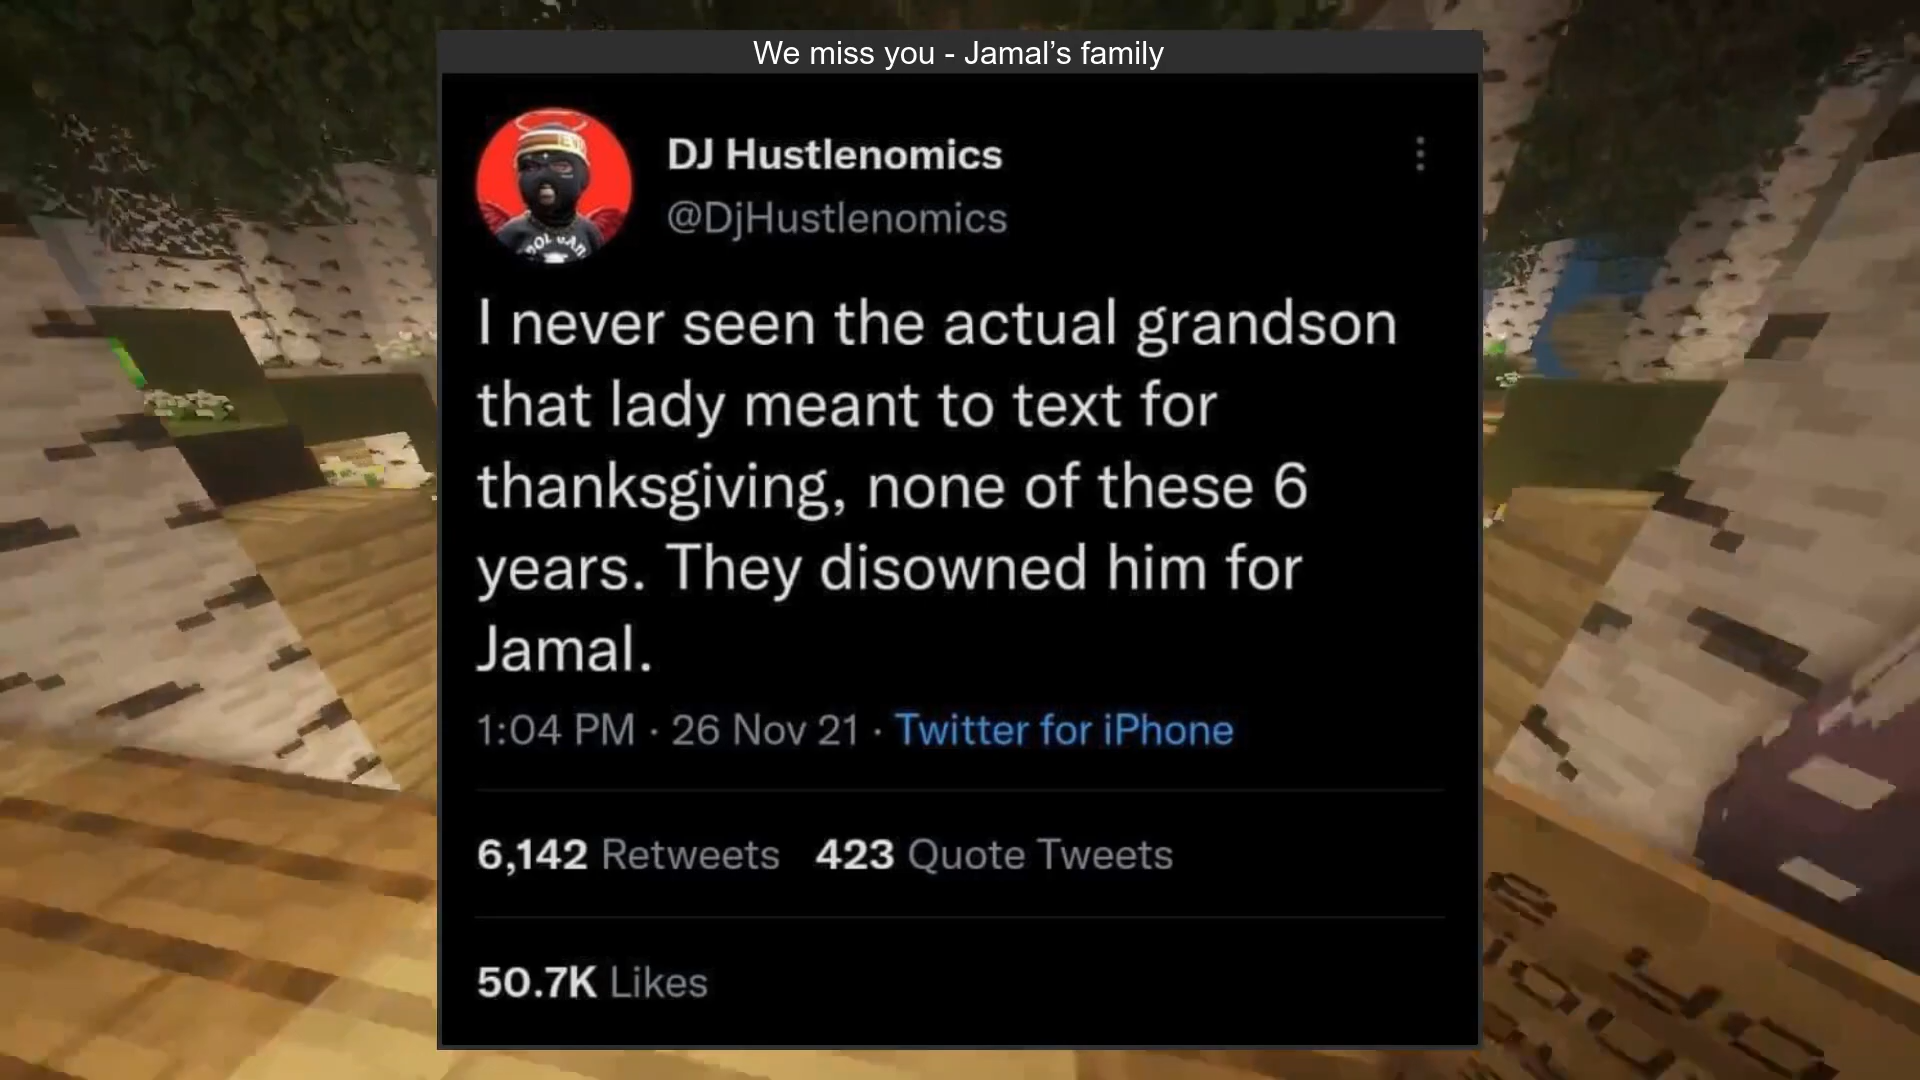 We miss you - Jamal’s family
DJ Hustlenomics
@DjHustlenomics
I never seen the actual grandson
that lady meant to text for
thanksgiving, none of these 6
years. They disowned him for
Jamal.
1:04 PM · 26 Nov 21 · Twitter for iPhone
6,142 Retweets 423 Quote Tweets
50.7K Likes